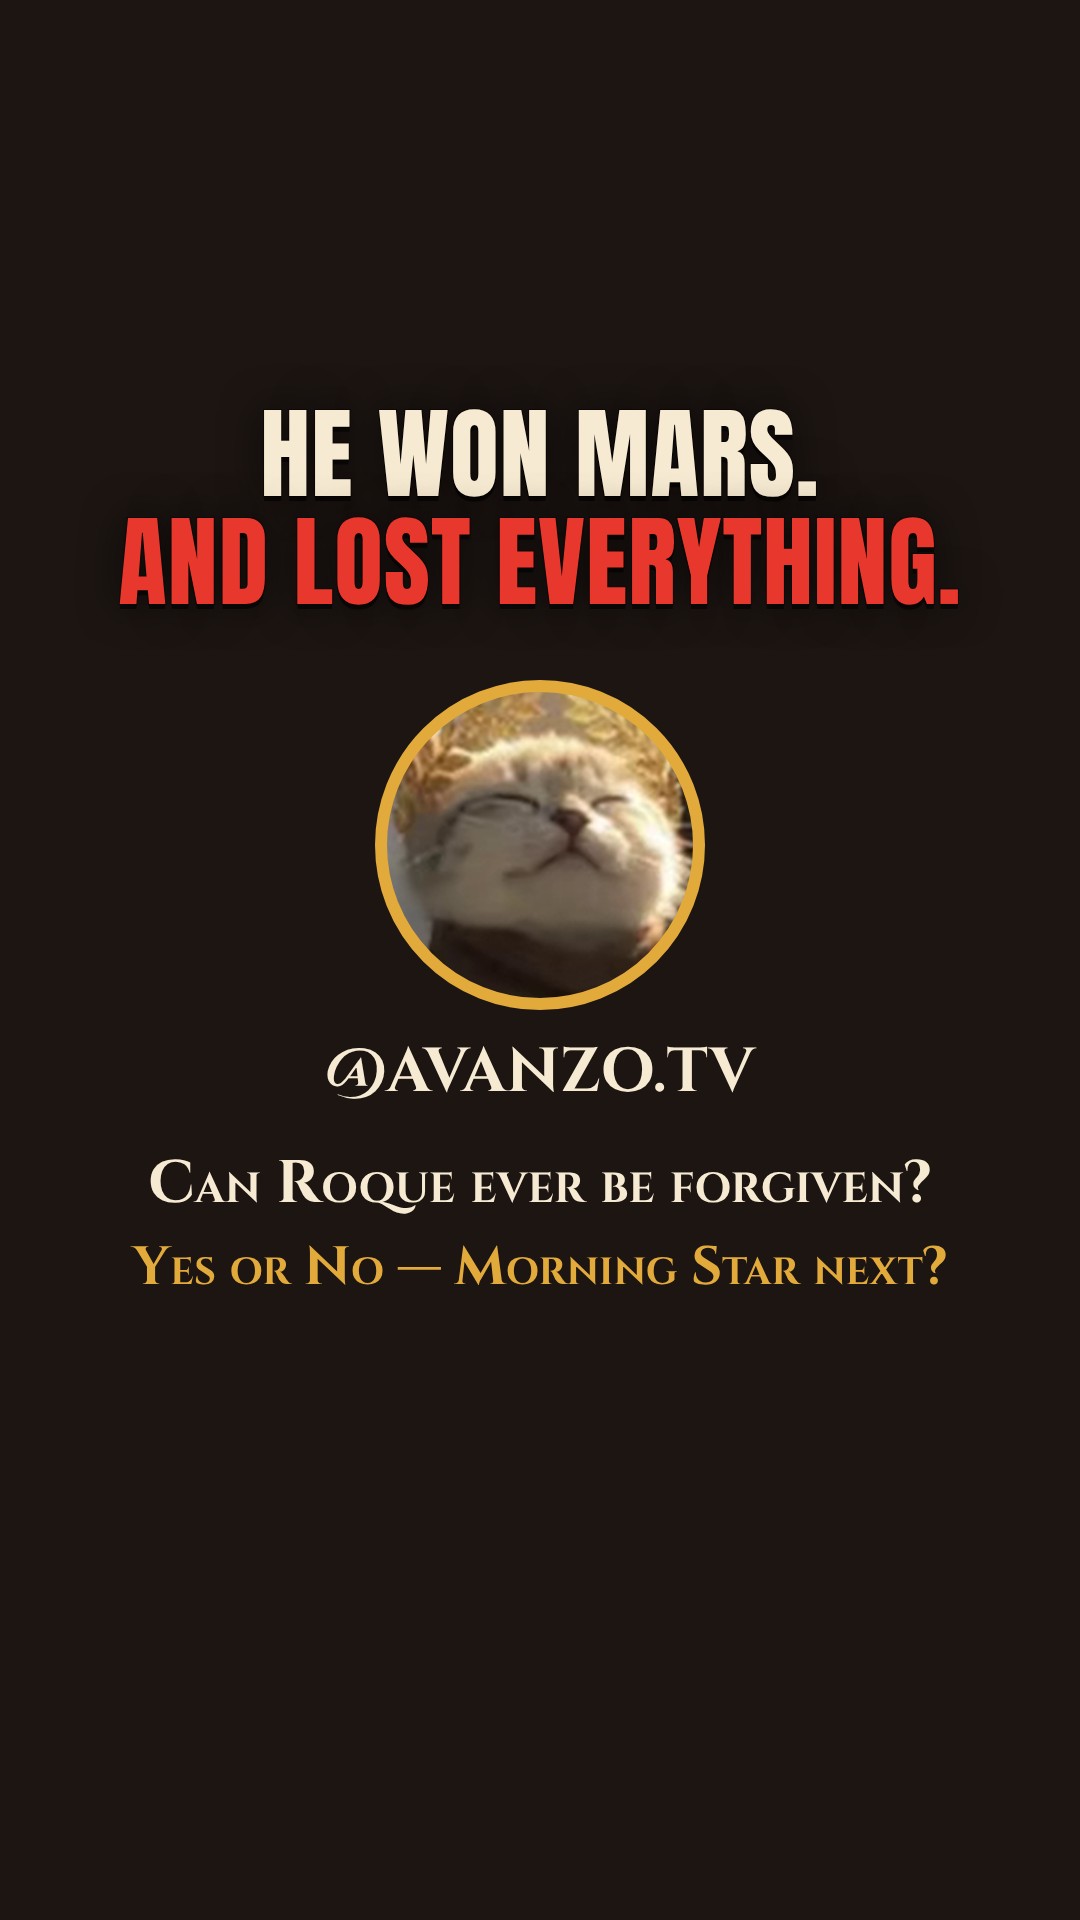 HE WON MARS.
AND LOST EVERYTHING.
@AVANZO.TV
Can Roque ever be forgiven?
Yes or No — Morning Star next?